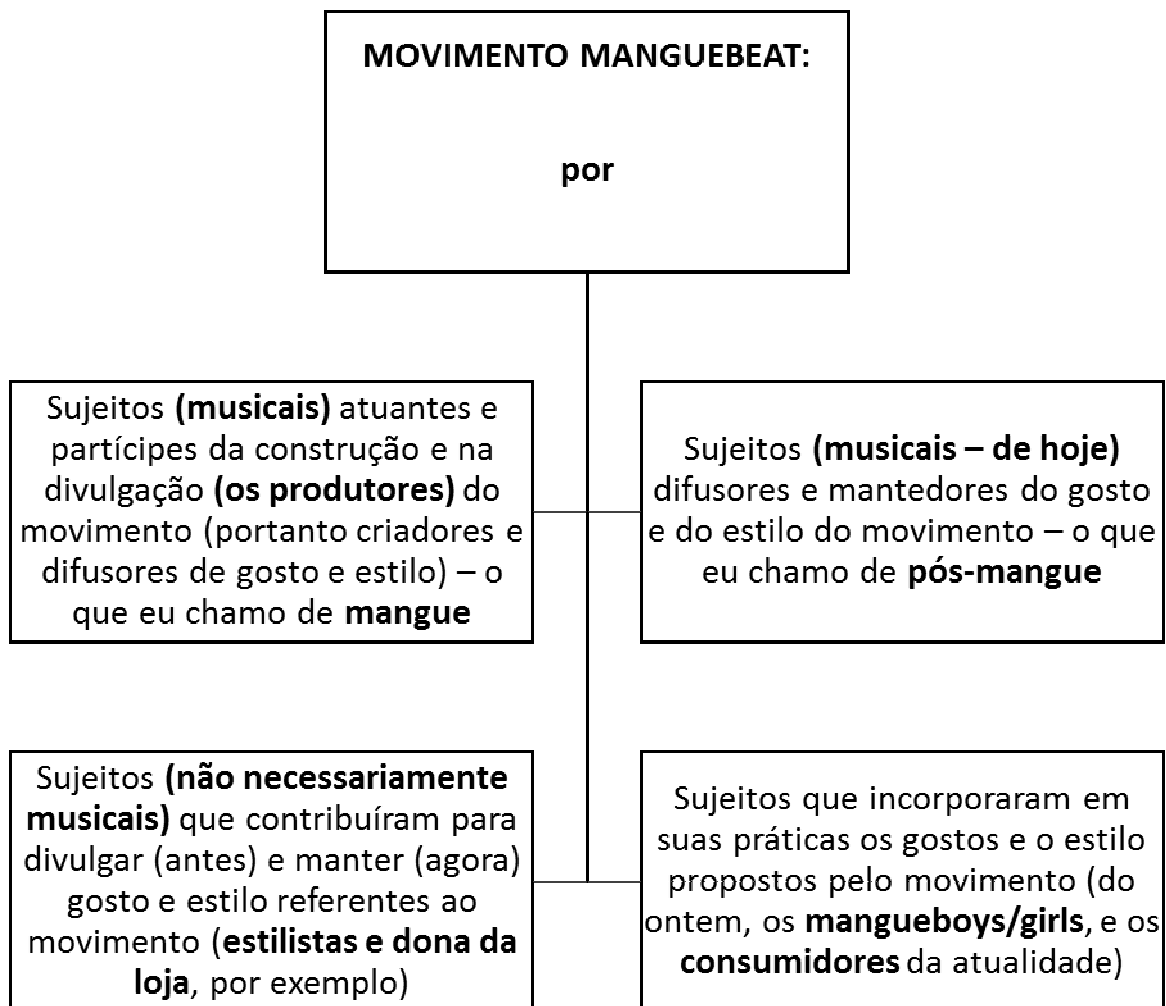 MOVIMENTO MANGUEBEAT:
por
Sujeitos (musicais) atuantes e
partícipes da construção e na
divulgação (os produtores) do
movimento (portanto criadores e
difusores de gosto e estilo) – o
que eu chamo de mangue
Sujeitos (musicais – de hoje)
difusores e mantedores do gosto
e do estilo do movimento – o que
eu chamo de pós-mangue
Sujeitos (não necessariamente
musicais) que contribuíram para
divulgar (antes) e manter (agora)
gosto e estilo referentes ao
movimento (estilistas e dona da
loja, por exemplo)
Sujeitos que incorporaram em
suas práticas os gostos e o estilo
propostos pelo movimento (do
ontem, os mangueboys/girls, e os
consumidores da atualidade)